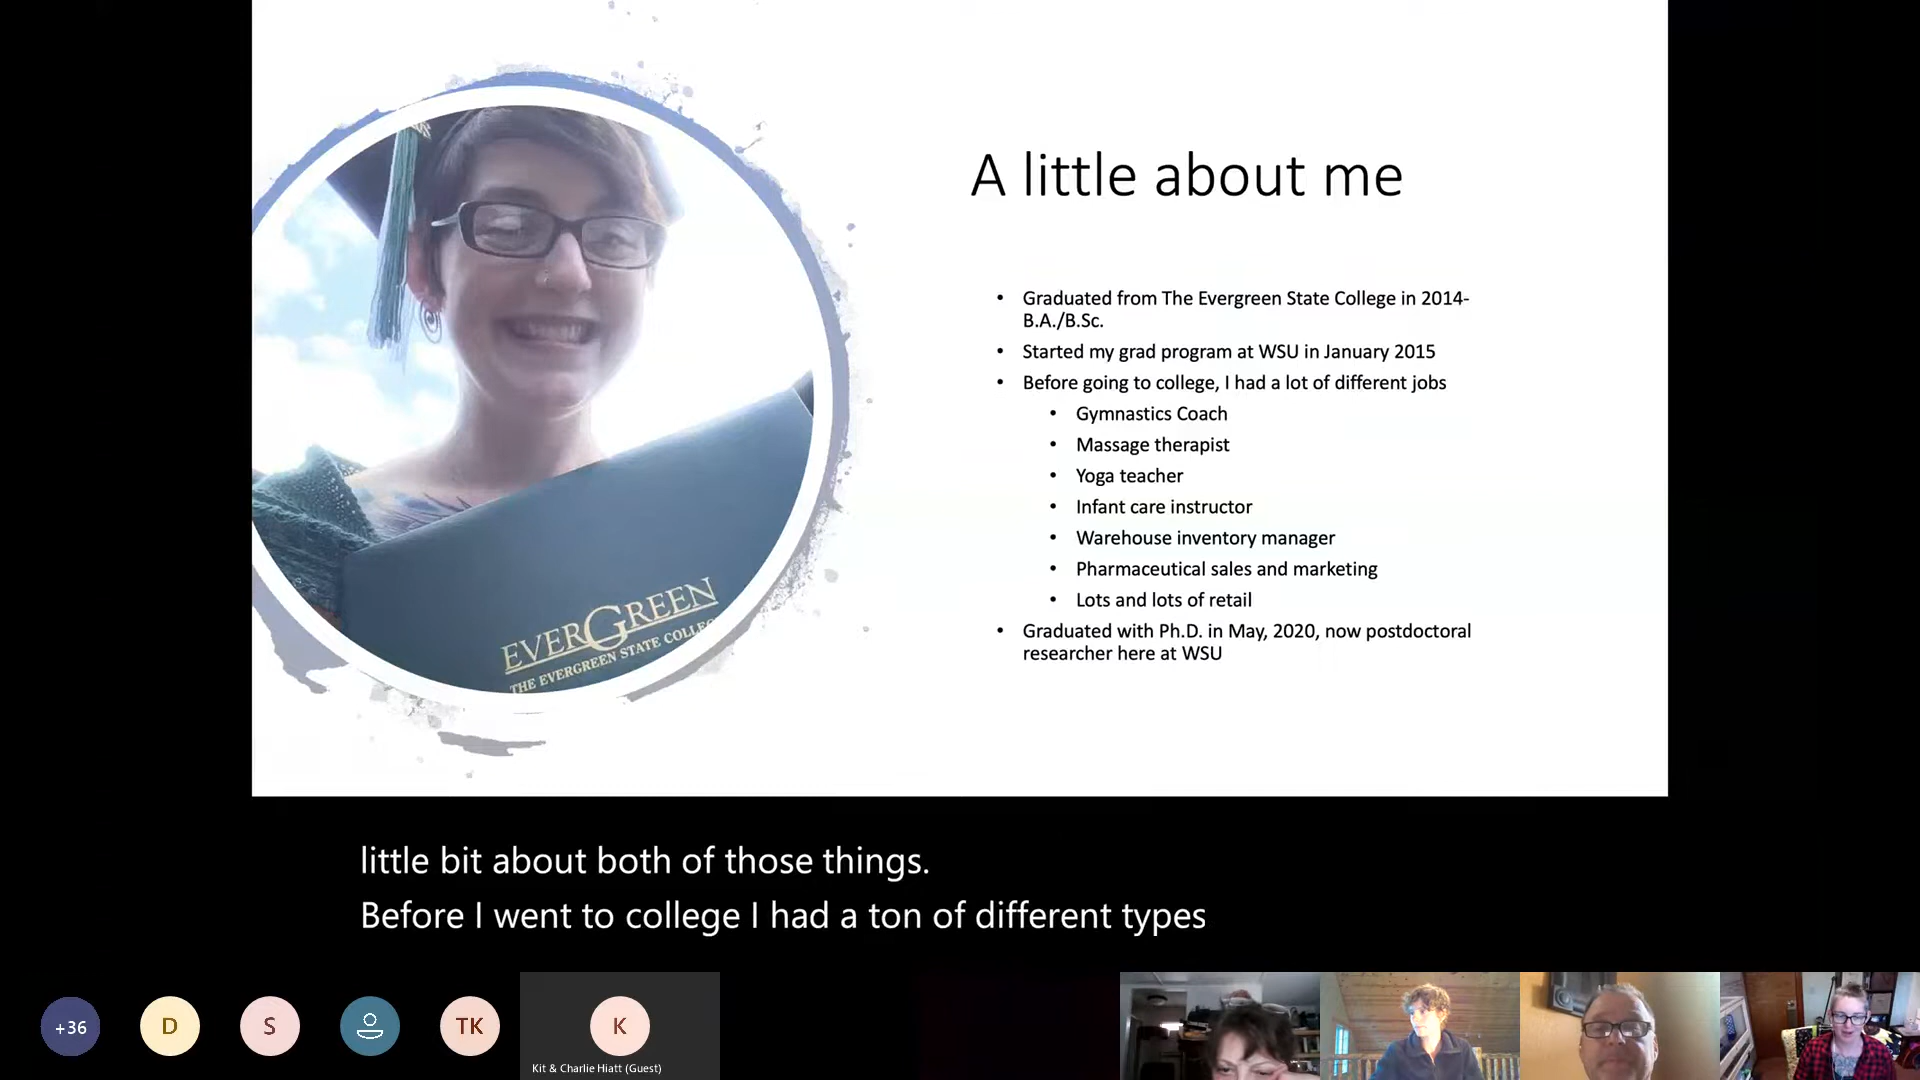 A little about me
• Graduated from The Evergreen State College in 2014-
B.A./B.Sc.
• Started my grad program at WSU in January 2015
• Before going to college, I had a lot of different jobs
• Gymnastics Coach
• Massage therapist
• Yoga teacher
• Infant care instructor
• Warehouse inventory manager
• Pharmaceutical sales and marketing
• Lots and lots of retail
• Graduated with Ph.D. in May, 2020, now postdoctoral
researcher here at WSU
EVERGREEN
THE EVERGREEN STATE COLLEG
little bit about both of those things.
Before I went to college I had a ton of different types
+36
D
S
TK
K
Kit & Charlie Hiatt (Guest)